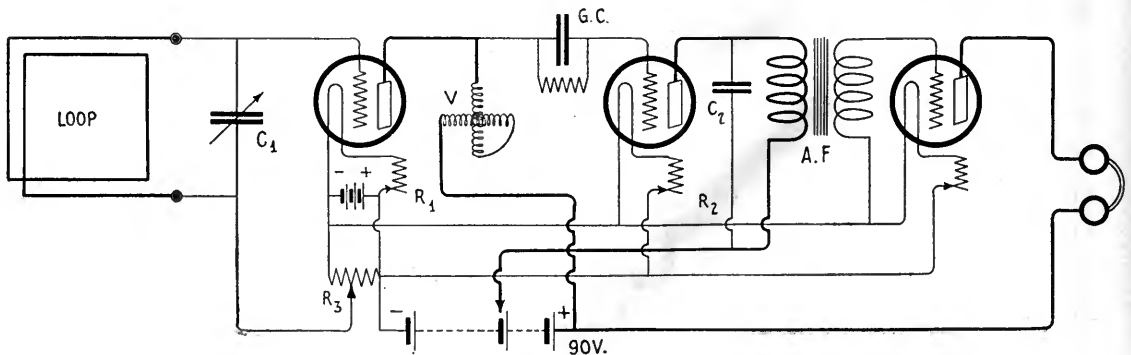 G.C.
LOOP
C1
V
C2
A.F
- +
R1
R2
R3
- +
90V.